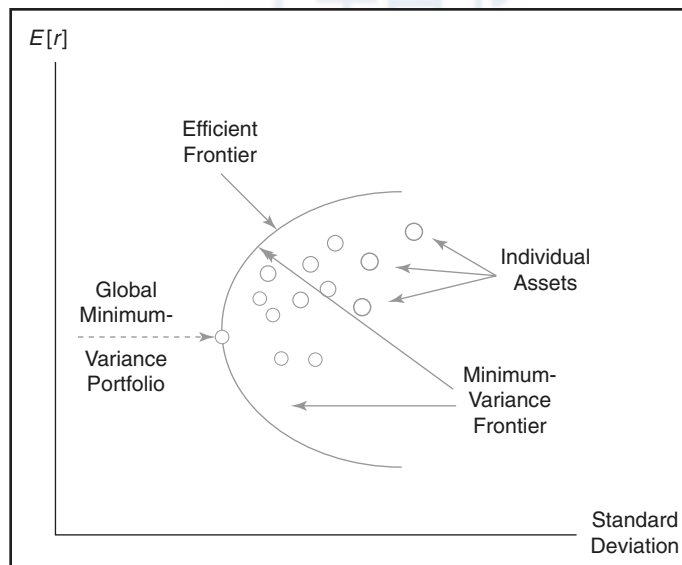 E[r]
Efficient
Frontier
Individual
Assets
Global
Minimum-
Variance
Portfolio
Minimum-
Variance
Frontier
Standard
Deviation